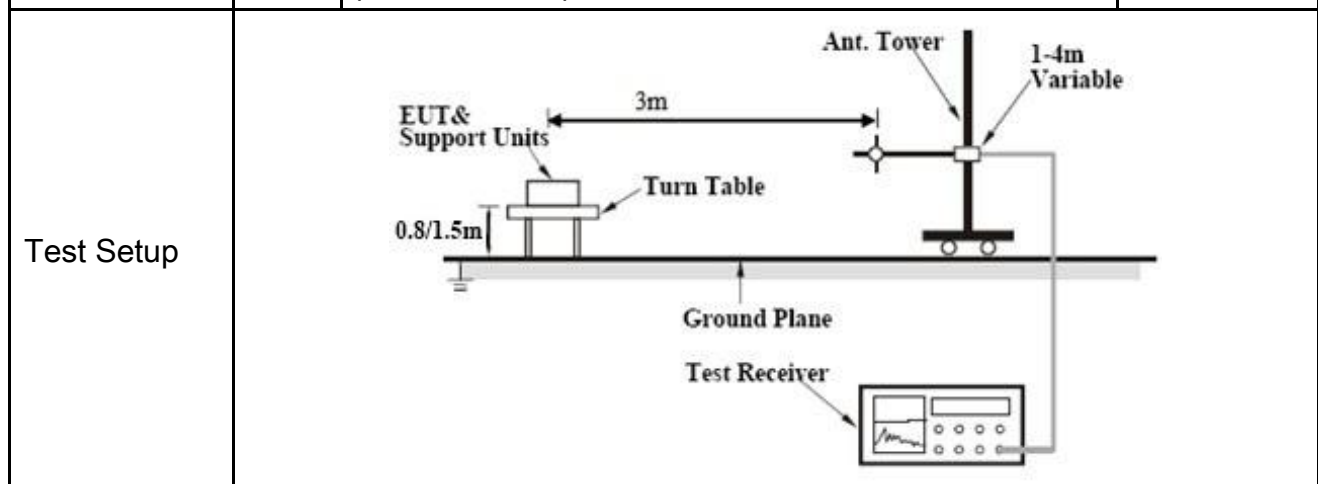 Test Setup
Ant. Tower
1-4m
Variable
3m
EUT&
Support Units
Turn Table
0.8/1.5m
Ground Plane
Test Receiver